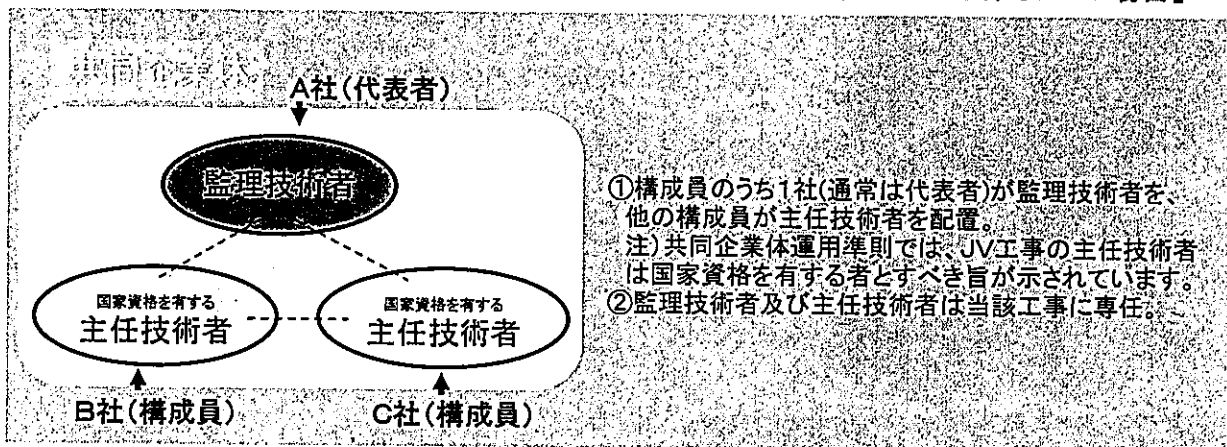 共同企業体
A社(代表者)
監理技術者
国家資格を有する
主任技術者
国家資格を有する
主任技術者
B社(構成員)
C社(構成員)
①構成員のうち1社(通常は代表者)が監理技術者を、
他の構成員が主任技術者を配置。
注)共同企業体運用準則では、JV工事の主任技術者
は国家資格を有する者とすべき旨が示されています。
②監理技術者及び主任技術者は当該工事に専任。